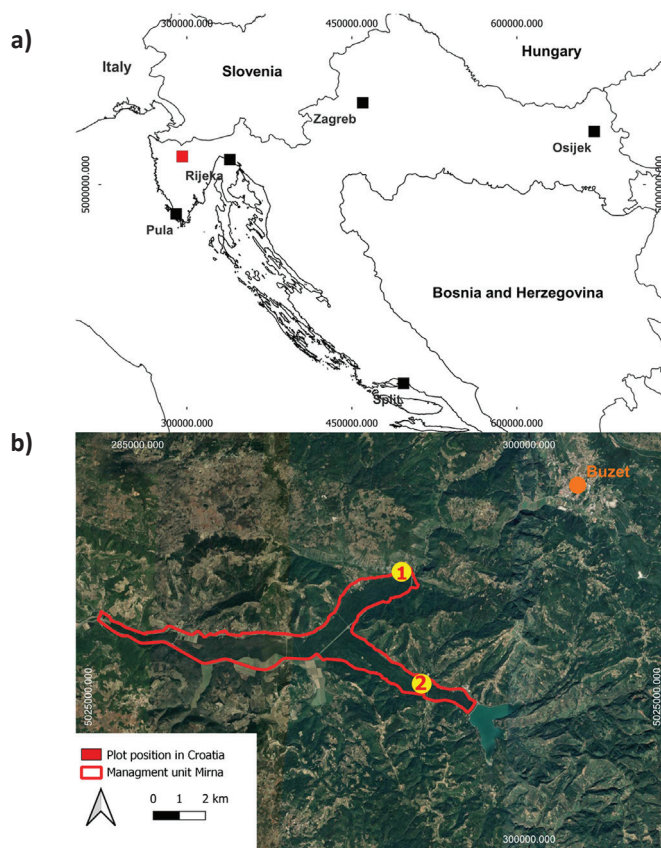 a)
300000.000
450000.000
600000.000
Italy
Slovenia
Hungary
Zagreb
Osijek
Rijeka
5000000.000
Pula
Bosnia and Herzegovina
Split
300000.000
450000.000
600000.000
b)
285000.000
300000.000
Buzet
1
2
5025000.000
5025000.000
Plot position in Croatia
Managment unit Mirna
0 1 2 km
300000.000